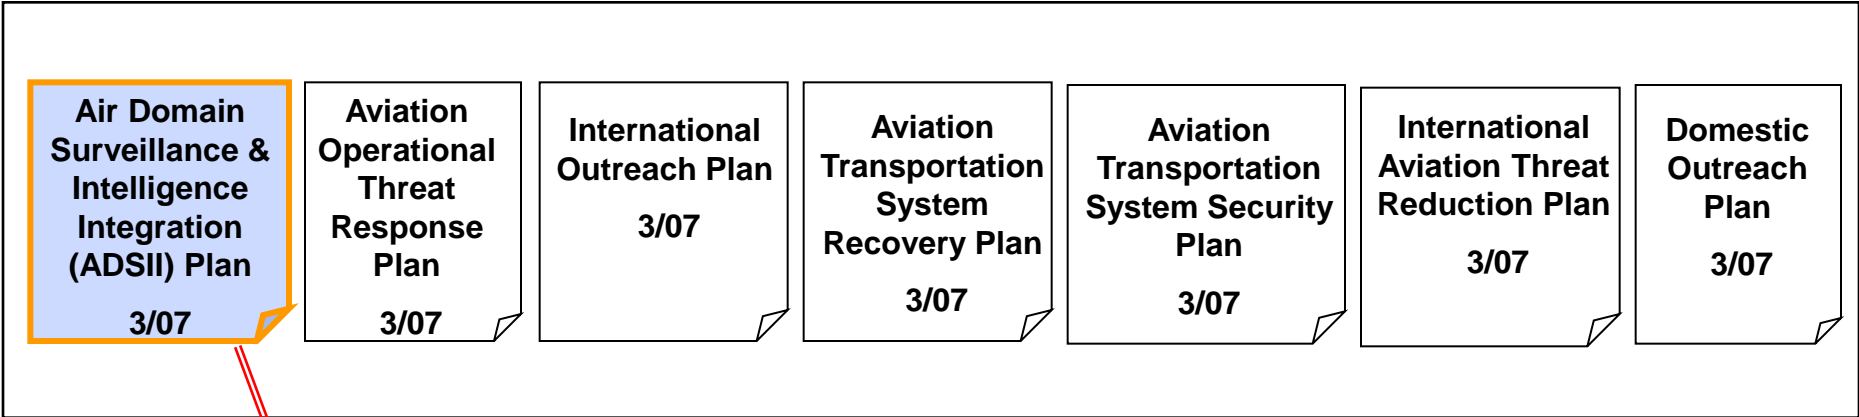 Air Domain
Surveillance &
Intelligence
Integration
(ADSII) Plan
3/07
Aviation
Operational
Threat
Response
Plan
3/07
International
Outreach Plan
3/07
Aviation
Transportation
System
Recovery Plan
3/07
Aviation
Transportation
System Security
Plan
3/07
International
Aviation Threat
Reduction Plan
3/07
Domestic
Outreach
Plan
3/07